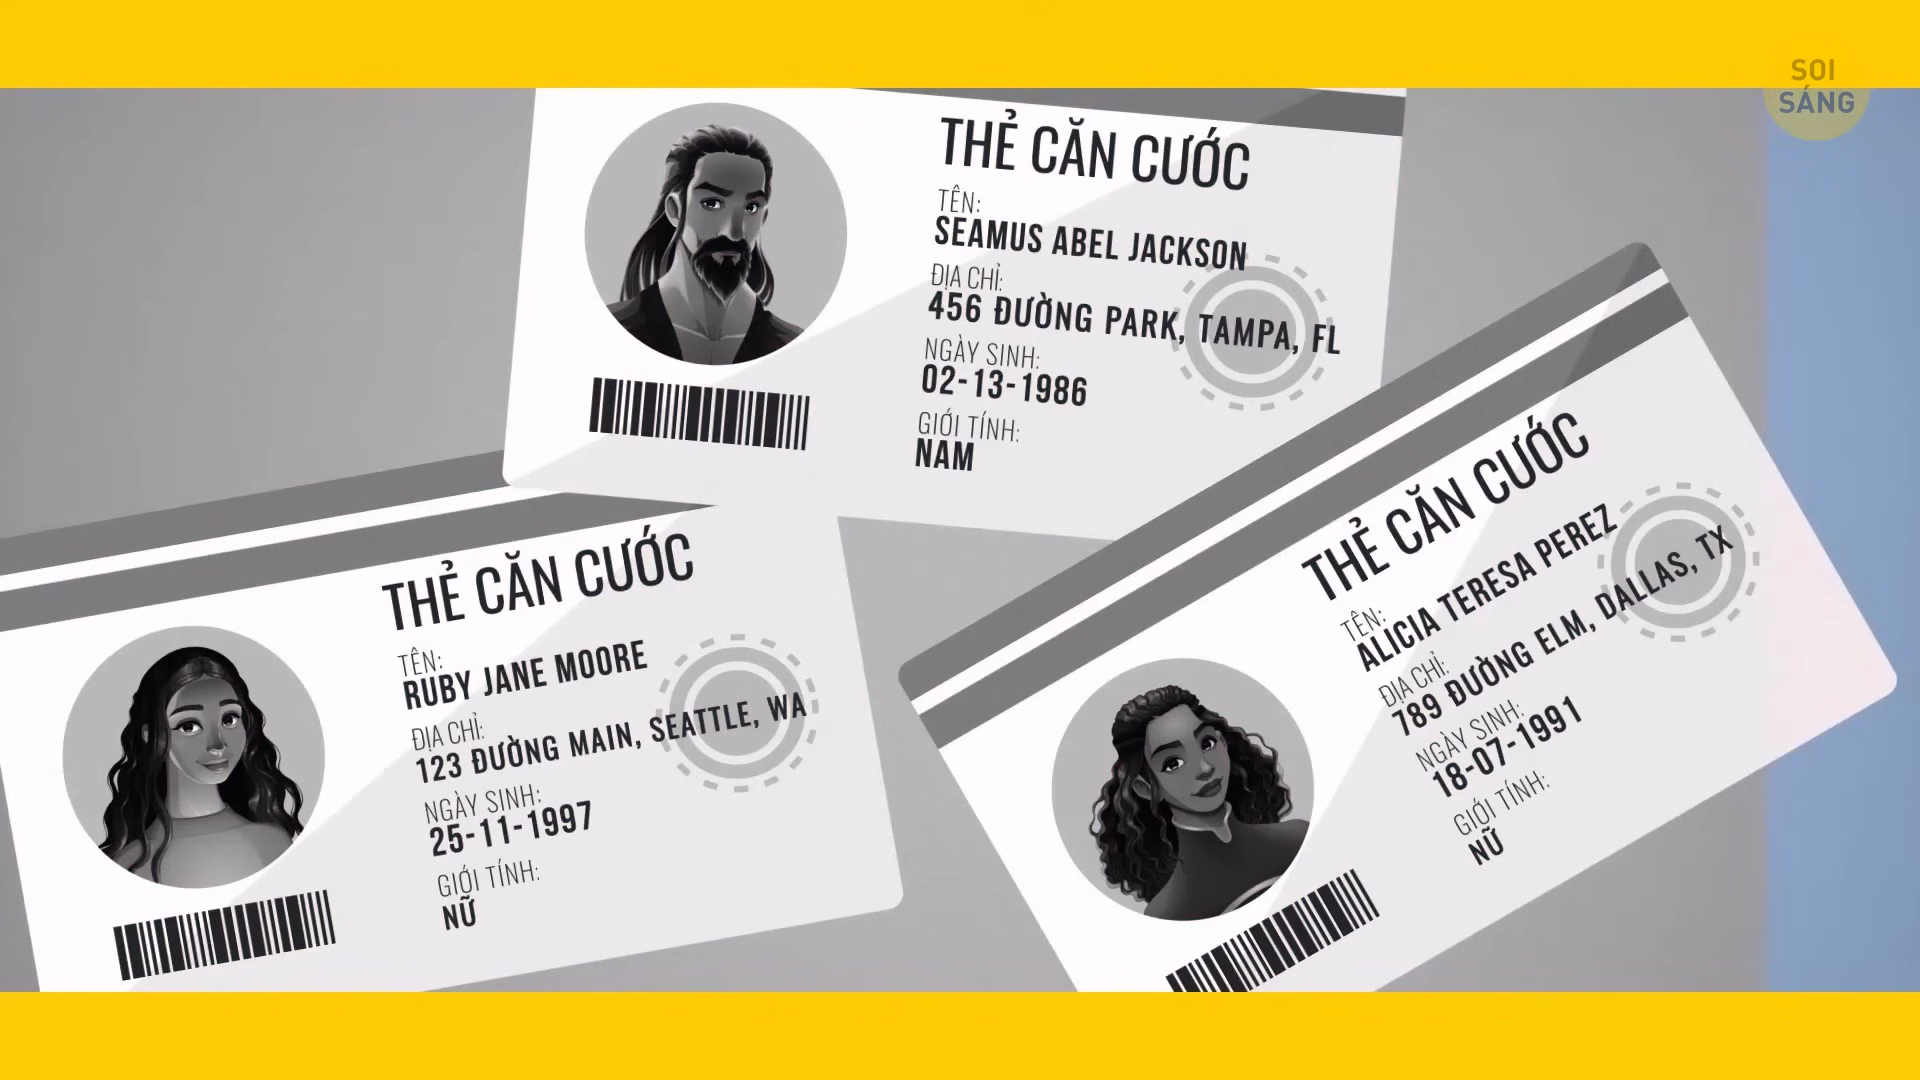 SOI
SÁNG
THẺ CĂN CƯỚC
TÊN:
SEAMUS ABEL JACKSON
ĐỊA CHỈ:
456 ĐƯỜNG PARK, TAMPA, FL
NGÀY SINH:
02-13-1986
GIỚI TÍNH:
NAM
THẺ CĂN CƯỚC
TÊN:
RUBY JANE MOORE
ĐỊA CHỈ:
123 ĐƯỜNG MAIN, SEATTLE, WA
NGÀY SINH:
25-11-1997
GIỚI TÍNH:
NỮ
THẺ CĂN CƯỚC
TÊN:
ALICIA TERESA PEREZ
ĐỊA CHỈ:
789 ĐƯỜNG ELM, DALLAS, TX
NGÀY SINH:
18-07-1991
GIỚI TÍNH:
NỮ